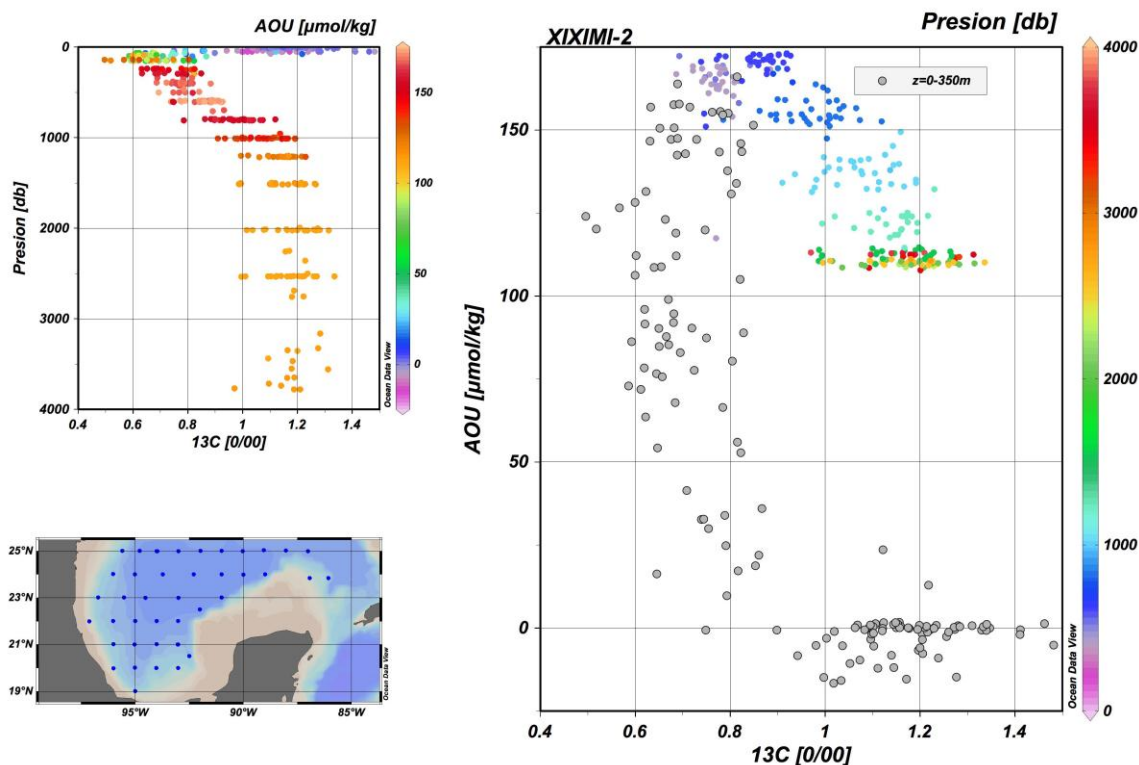 AOU [µmol/kg]
0
1000
2000
3000
4000
Presion [db]
0.4 0.6 0.8 1 1.2 1.4
13C [0/00]
150
100
50
0
Ocean Data View
XIXIMI-2
Presion [db]
z=0-350m
150
100
50
0
AOU [µmol/kg]
0.4 0.6 0.8 1 1.2 1.4
13C [0/00]
4000
3000
2000
1000
0
Ocean Data View
25°N
23°N
21°N
19°N
95°W 90°W 85°W
Ocean Data View